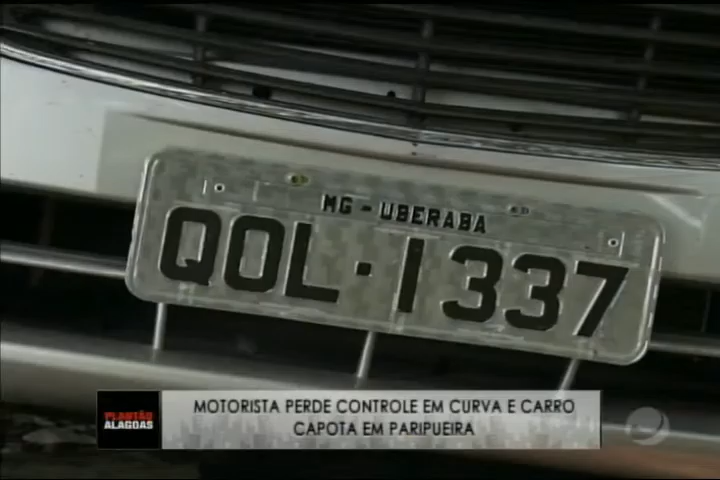 MG - UBERABA
QOL·1337
PLANTÃO
ALAGOAS
MOTORISTA PERDE CONTROLE EM CURVA E CARRO
CAPOTA EM PARIPUEIRA